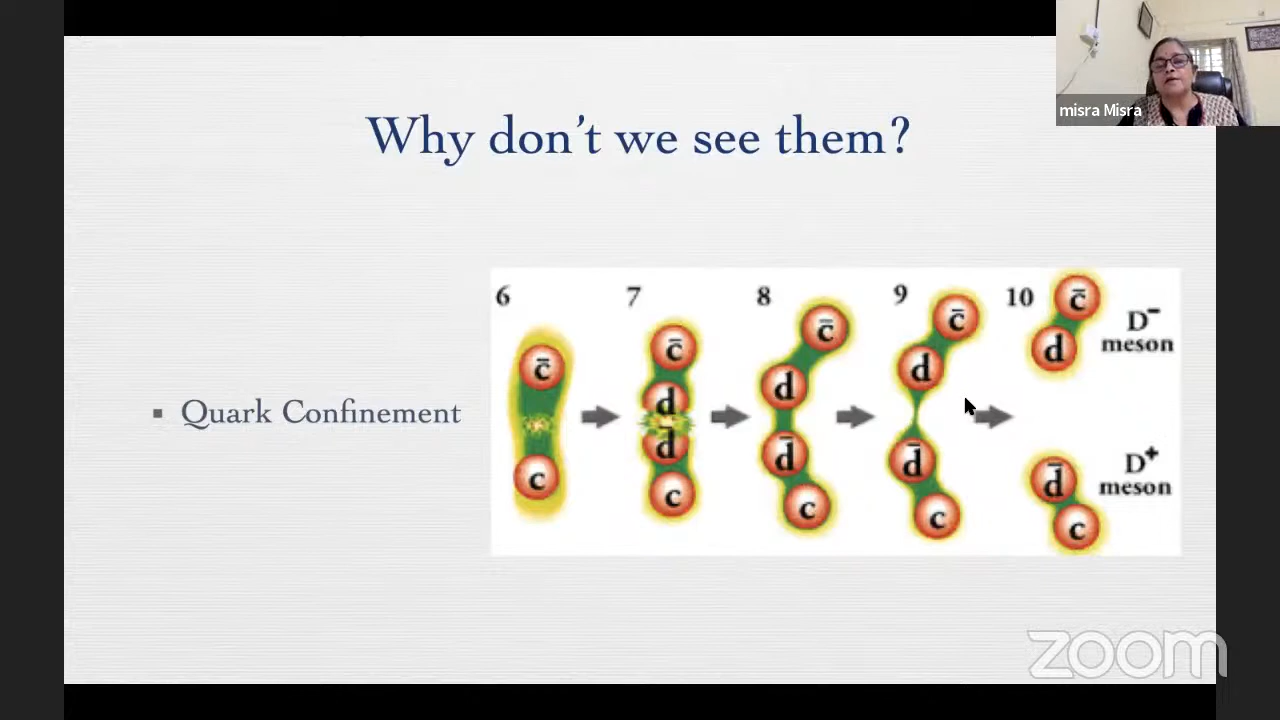 misra Misra
Why don't we see them?
▪ Quark Confinement
6 7 8 9 10
c̄ c
c̄ d d̄ c
c̄ d d̄ c
c̄ d d̄ c
c̄ d D⁻ meson
d̄ c D⁺ meson
zoom